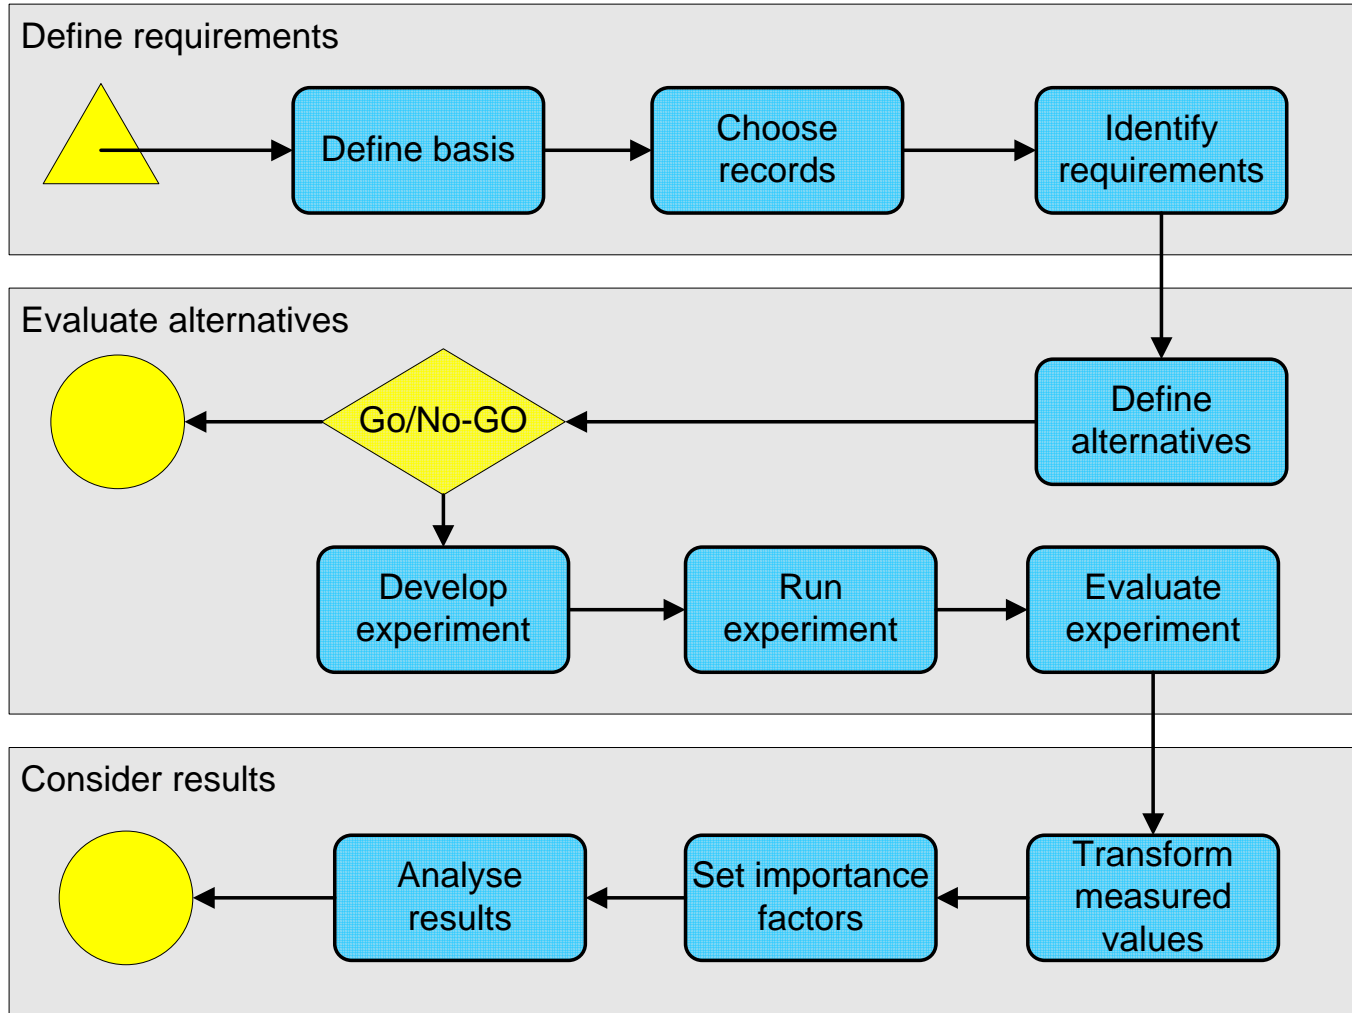 Define requirements
Define basis
Choose
records
Identify
requirements
Evaluate alternatives
Go/No-GO
Define
alternatives
Develop
experiment
Run
experiment
Evaluate
experiment
Consider results
Analyse
results
Set importance
factors
Transform
measured
values